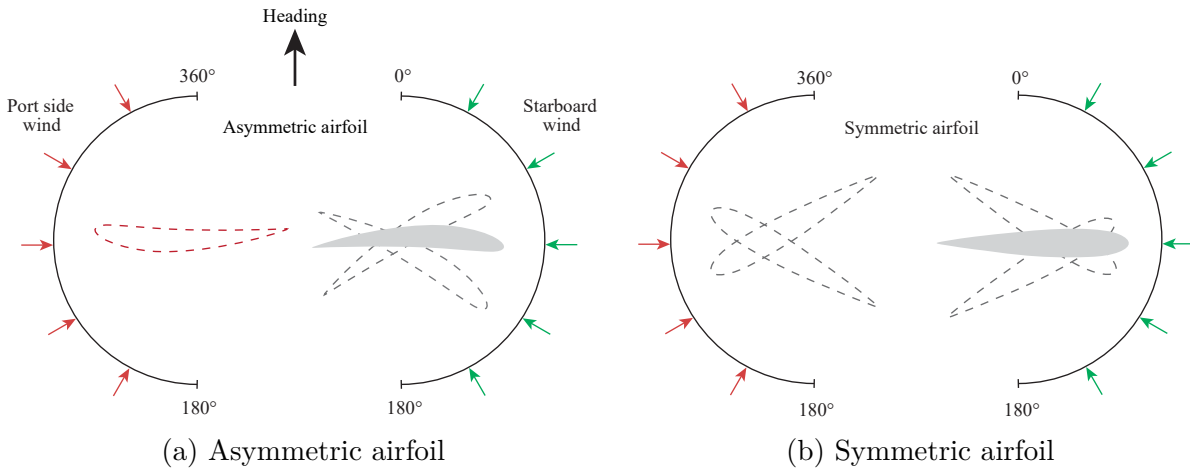 Heading
360°
0°
Port side
wind
Starboard
wind
Asymmetric airfoil
180°
180°
(a) Asymmetric airfoil
360°
0°
Symmetric airfoil
180°
180°
(b) Symmetric airfoil